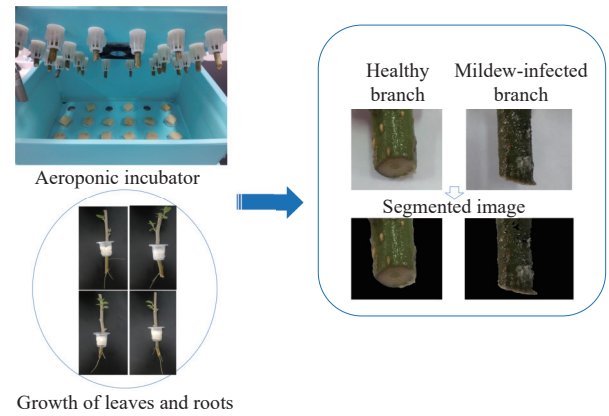 Aeroponic incubator
Growth of leaves and roots
Healthy
branch
Mildew-infected
branch
Segmented image